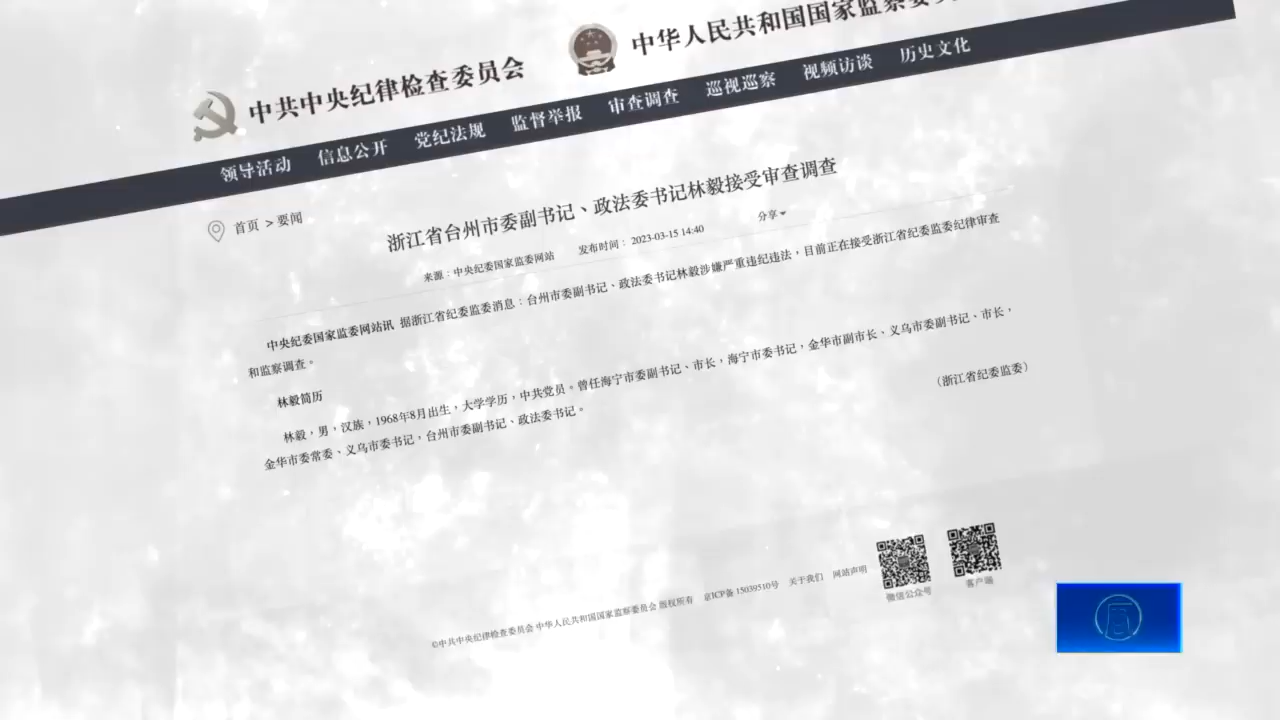 中共中央纪律检查委员会
中华人民共和国国家监察委
领导活动 信息公开 党纪法规 监督举报 审查调查 巡视巡察 视频访谈 历史文化
首页 > 要闻
浙江省台州市委副书记、政法委书记林毅接受审查调查
来源：中央纪委国家监委网站 发布时间：2023-03-15 14:40 分享
中央纪委国家监委网站讯 据浙江省纪委监委消息：台州市委副书记、政法委书记林毅涉嫌严重违纪违法，目前正在接受浙江省纪委监委纪律审查
和监察调查。
林毅简历
林毅，男，汉族，1968年8月出生，大学学历，中共党员。曾任海宁市委副书记、市长，海宁市委书记，金华市副市长、义乌市委副书记、市长，
金华市委常委、义乌市委书记，台州市委副书记、政法委书记。
（浙江省纪委监委）
©中共中央纪律检查委员会 中华人民共和国国家监察委员会 版权所有 京ICP备15039510号 关于我们 网站声明
微信公众号 客户端